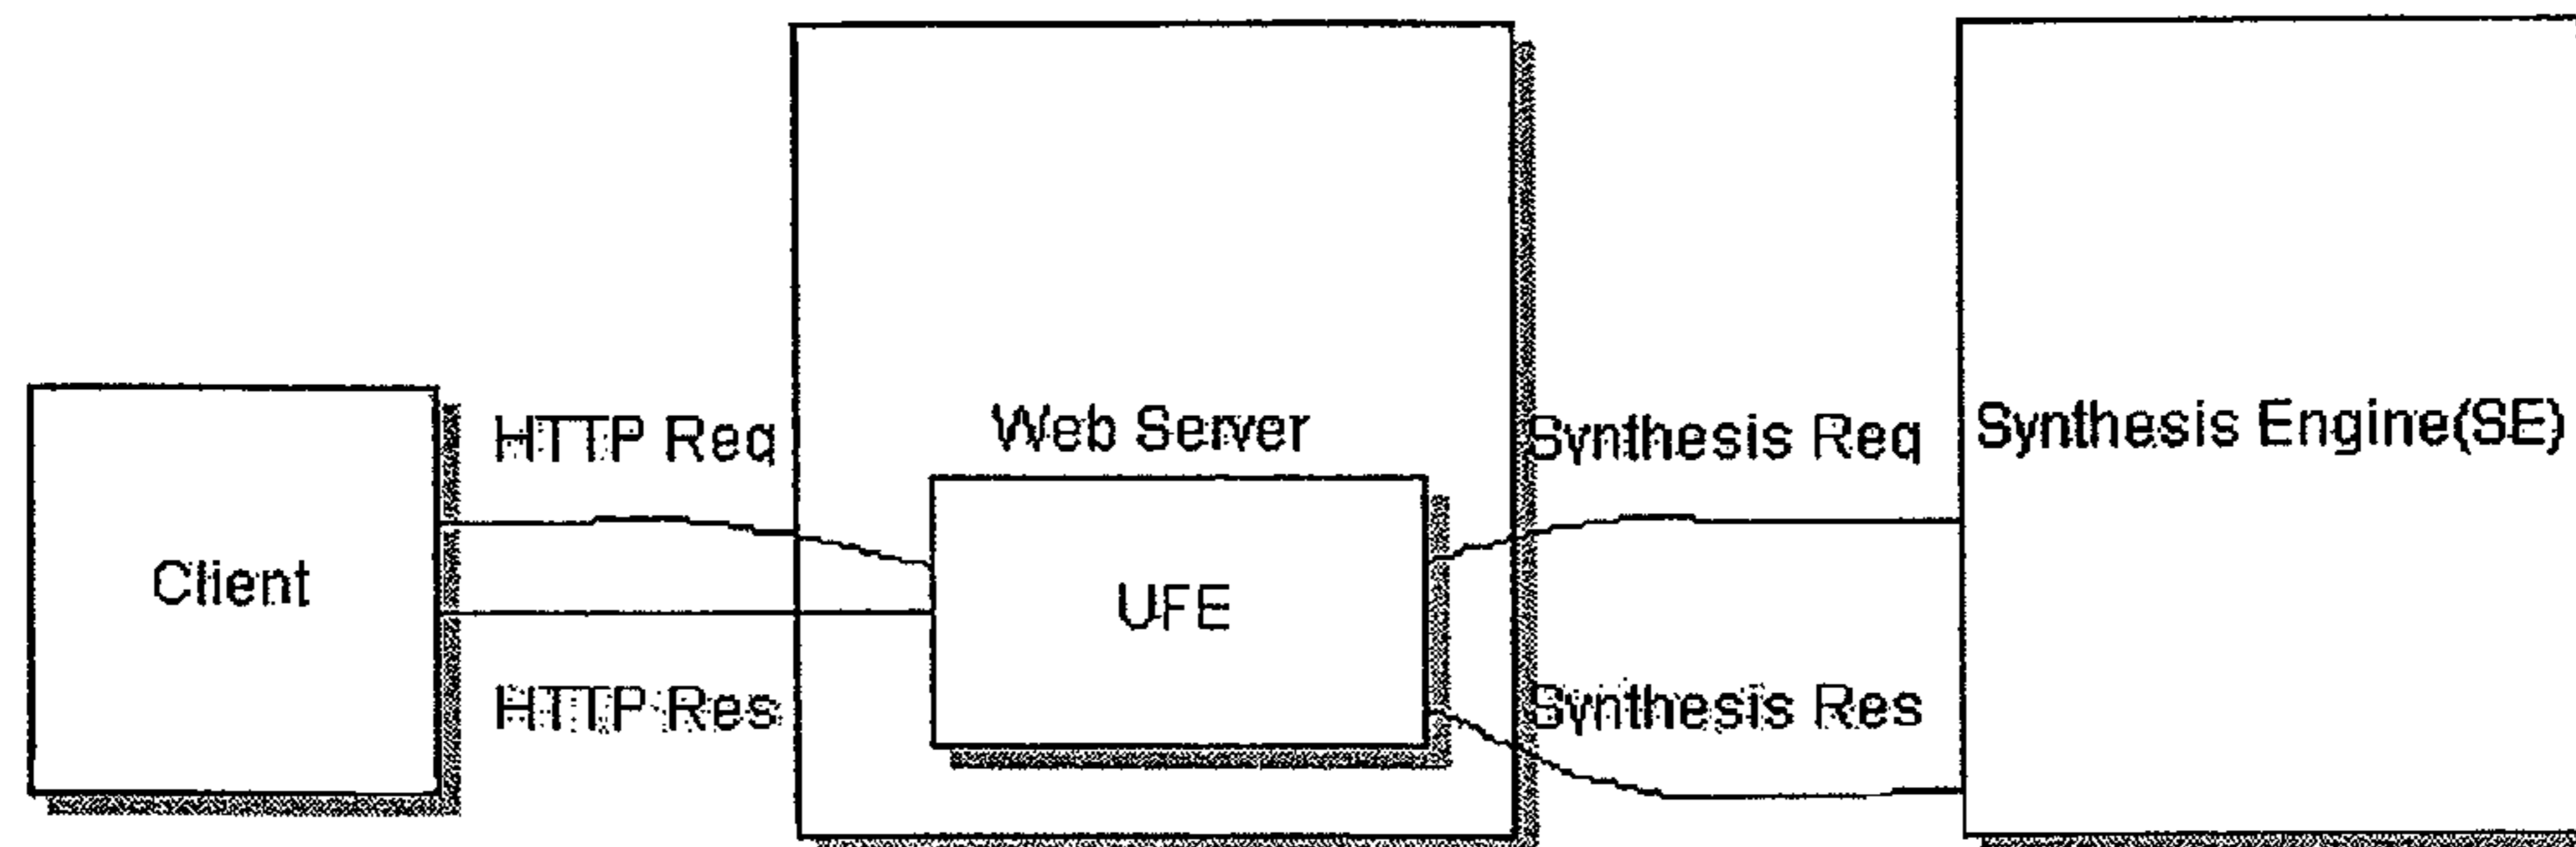 HTTP Req
Web Server
Synthesis Req
Synthesis Engine(SE)
Client
UFE
HTTP Res
Synthesis Res